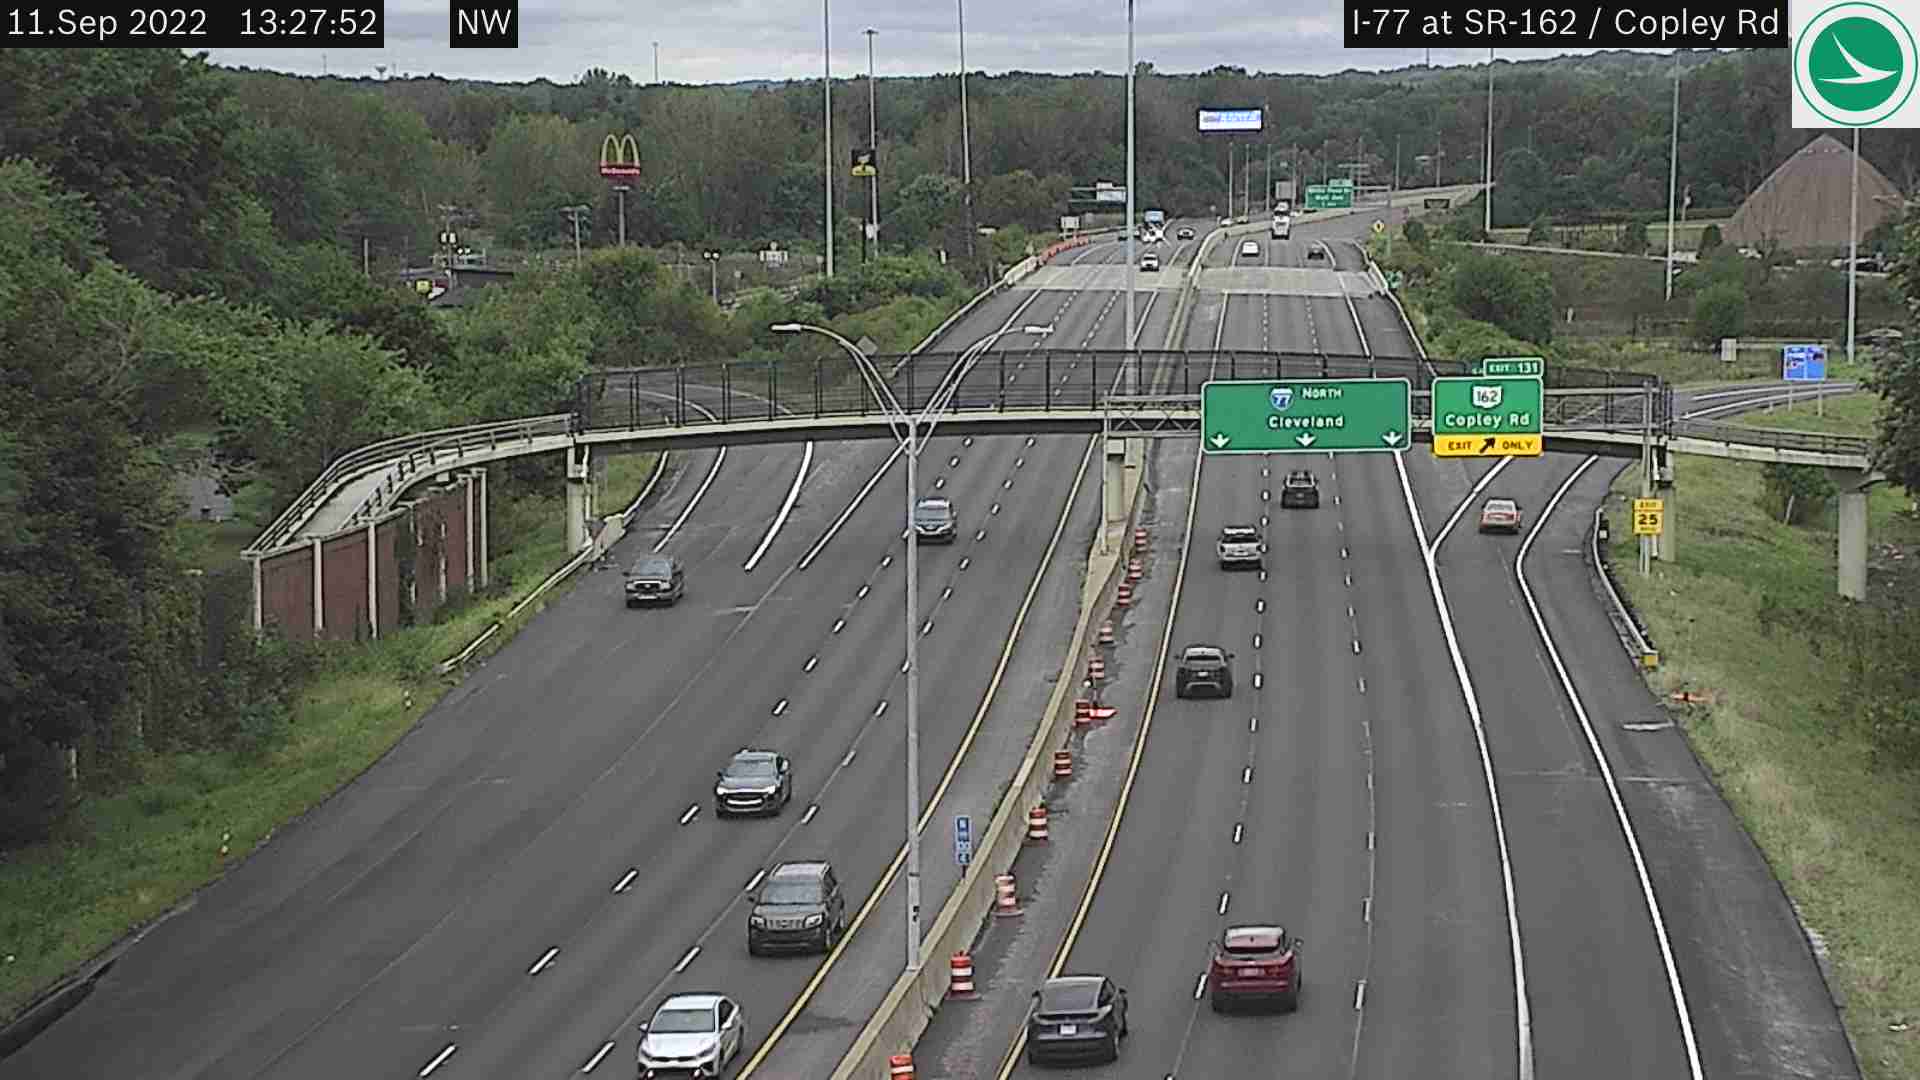 11.Sep 2022 13:27:52
NW
I-77 at SR-162 / Copley Rd
McDonald's
EXIT 131
77 NORTH
Cleveland
162
Copley Rd
EXIT ONLY
EXIT
25